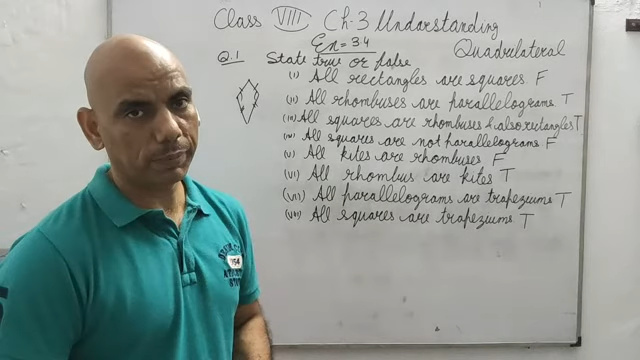 Class VIII Ch-3 Understanding
Quadrilateral
Ex = 3.4
Q.1 State true or false
(i) All rectangles are squares. F
(ii) All rhombuses are parallelograms T
(iii) All squares are rhombuses & also rectangles T
(iv) All squares are not parallelograms F
(v) All kites are rhombuses F
(vi) All rhombus are kites T
(vii) All parallelograms are trapeziums T
(viii) All squares are trapeziums T